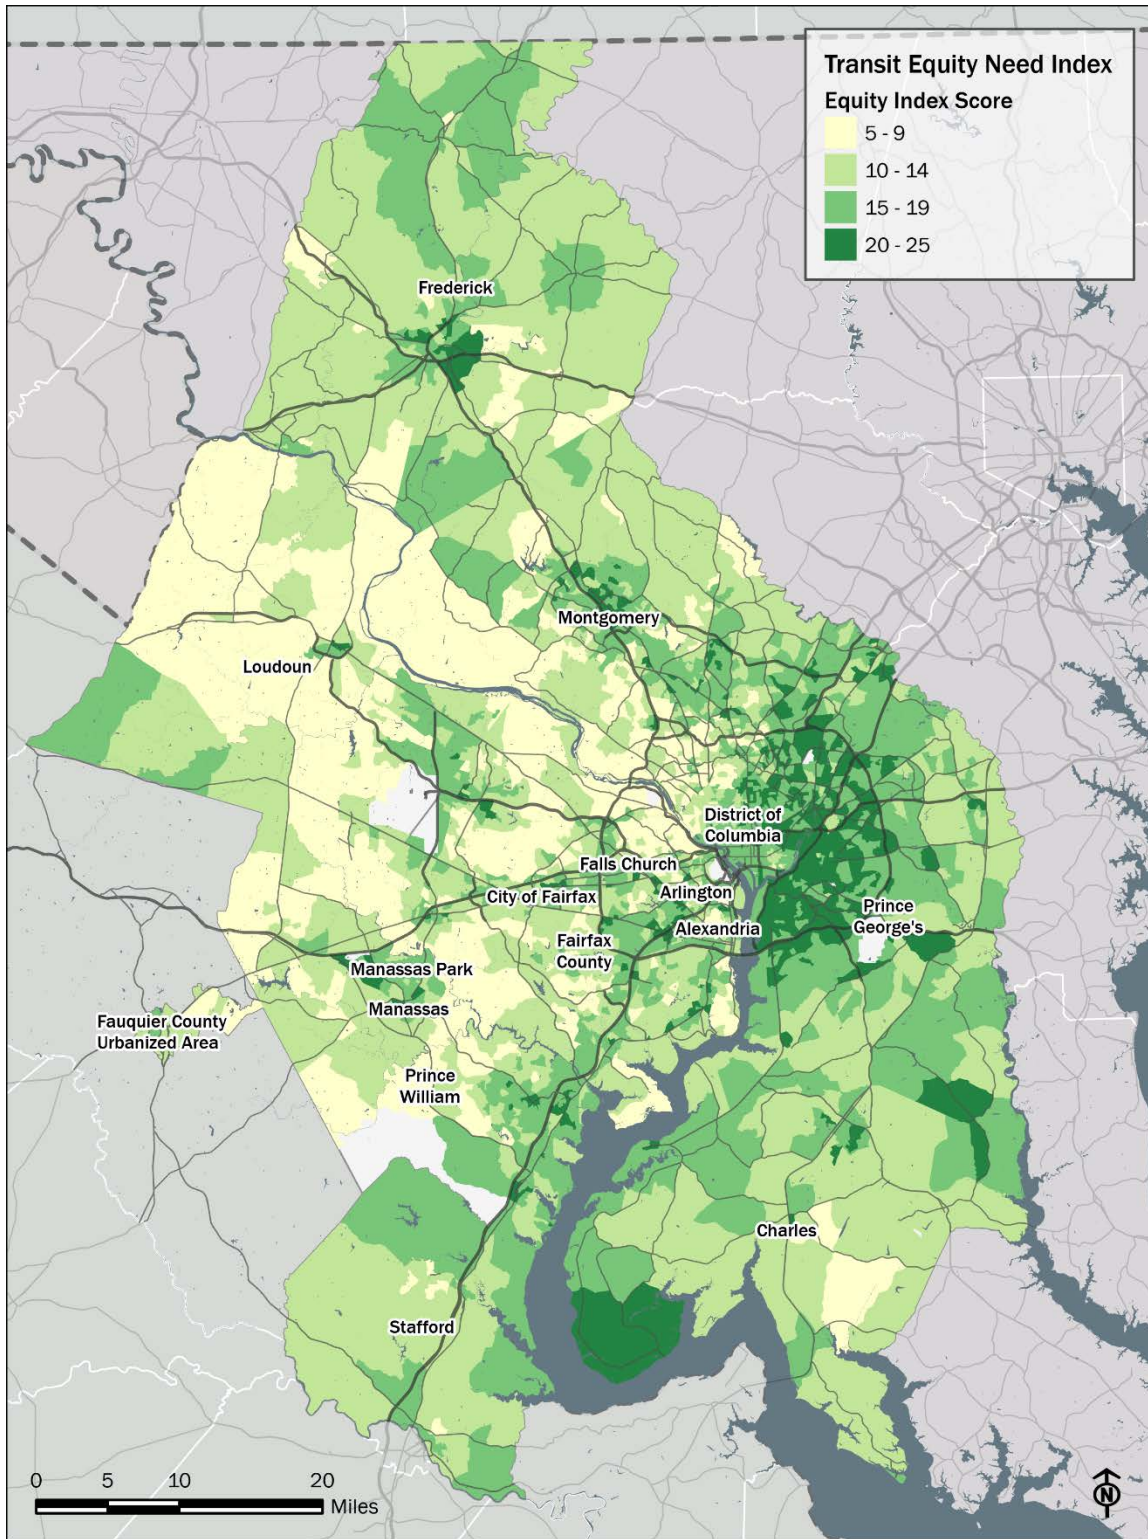 Transit Equity Need Index
Equity Index Score
5 - 9
10 - 14
15 - 19
20 - 25
Frederick
Montgomery
Loudoun
District of
Columbia
Falls Church
City of Fairfax
Arlington
Prince
George's
Alexandria
Fairfax
County
Manassas Park
Manassas
Fauquier County
Urbanized Area
Prince
William
Charles
Stafford
0 5 10 20
Miles
N